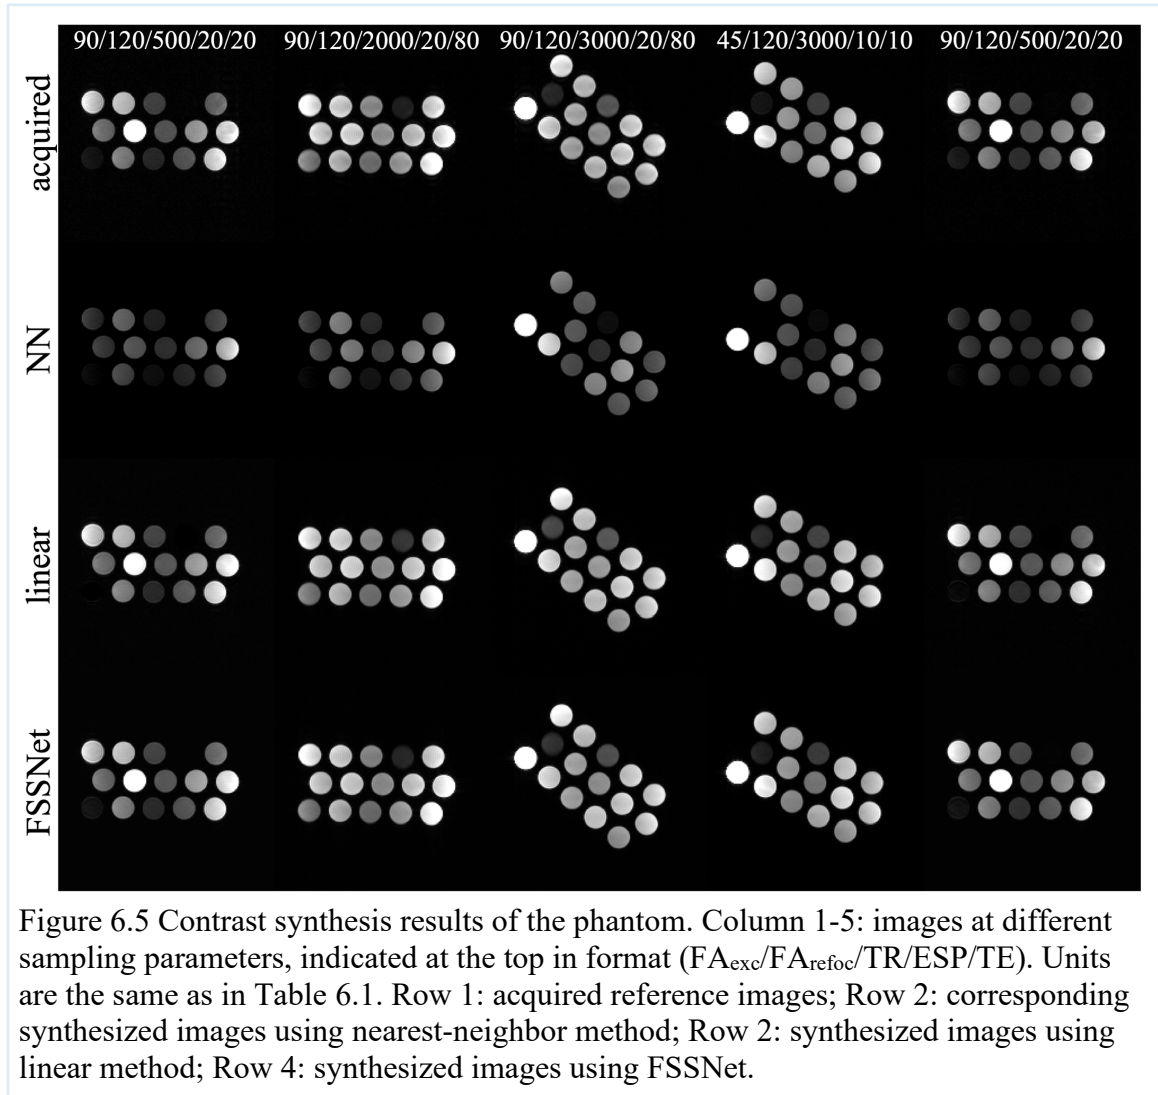 90/120/500/20/20 90/120/2000/20/80 90/120/3000/20/80 45/120/3000/10/10 90/120/500/20/20
acquired
NN
linear
FSSNet
Figure 6.5 Contrast synthesis results of the phantom. Column 1-5: images at different
sampling parameters, indicated at the top in format (FAexc/FArefoc/TR/ESP/TE). Units
are the same as in Table 6.1. Row 1: acquired reference images; Row 2: corresponding
synthesized images using nearest-neighbor method; Row 2: synthesized images using
linear method; Row 4: synthesized images using FSSNet.